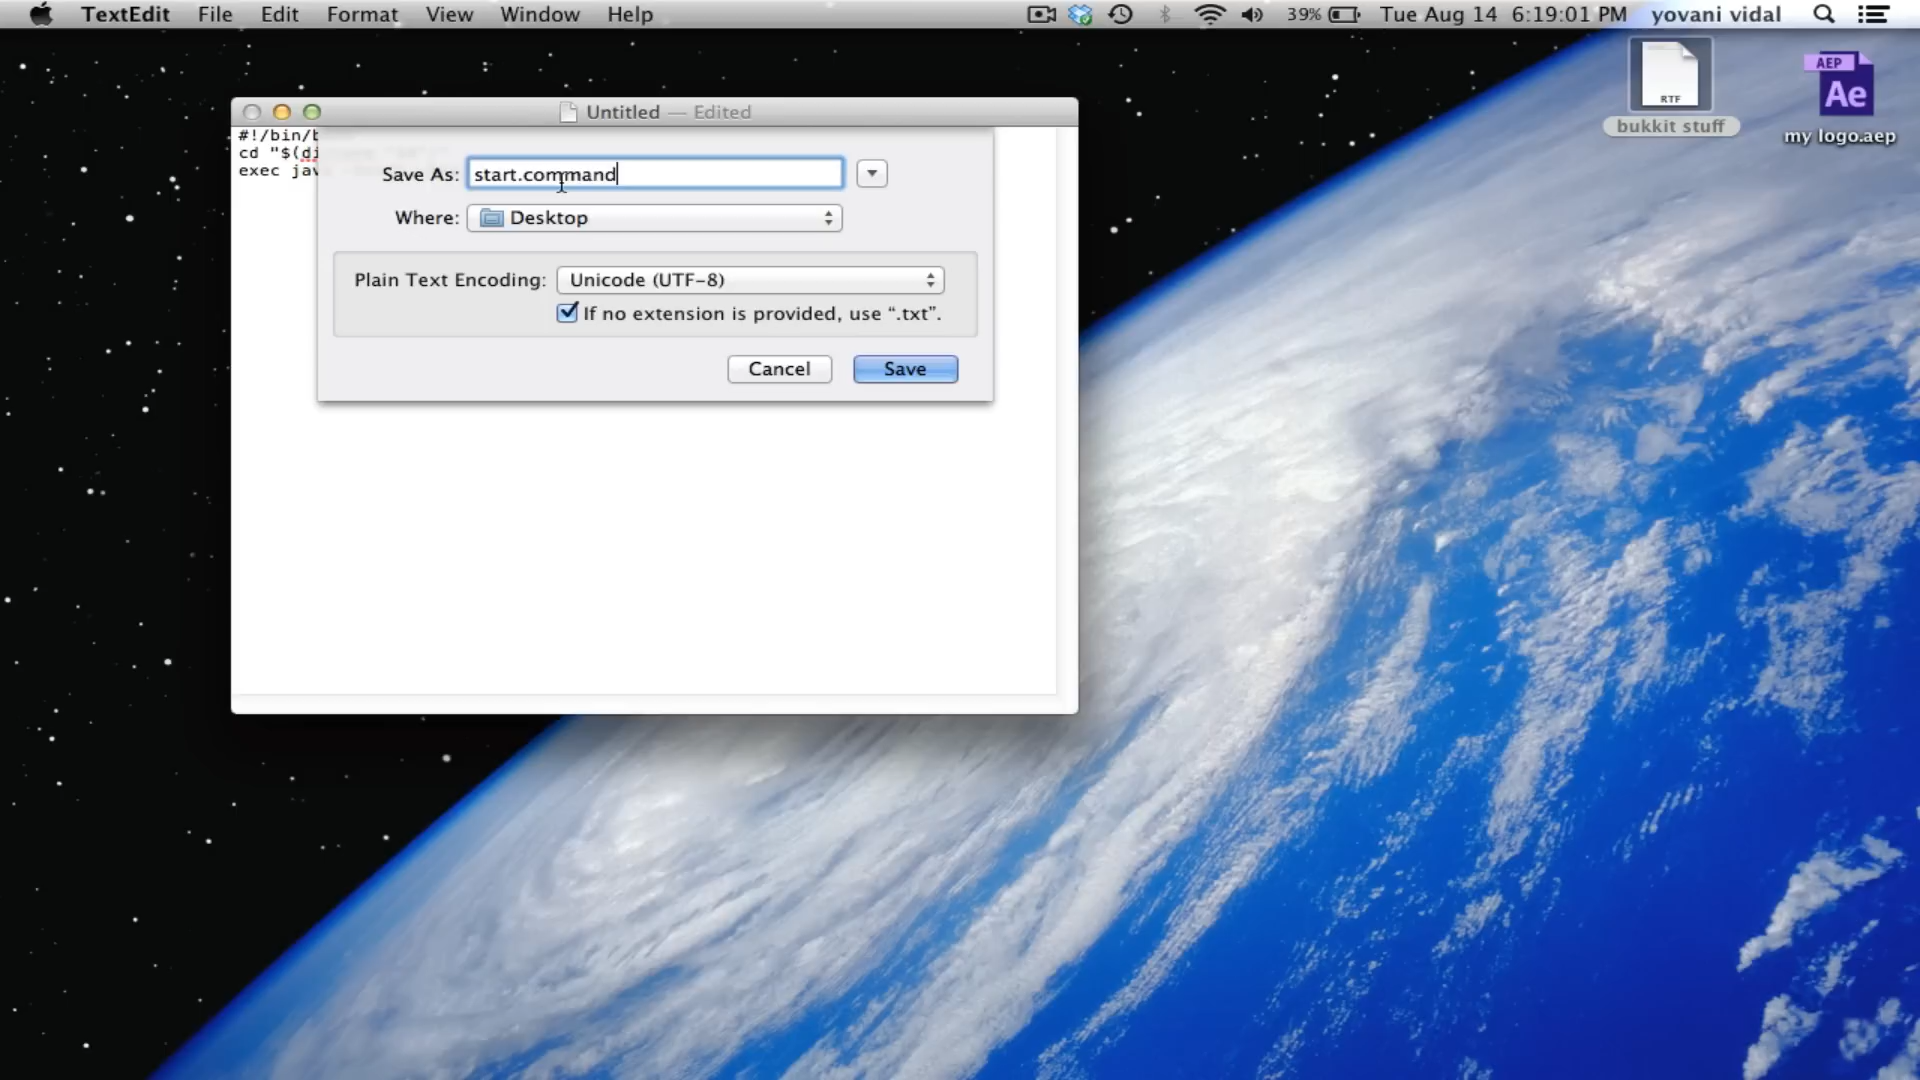 TextEdit File Edit Format View Window Help 39% Tue Aug 14 6:19:01 PM yovani vidal
RTF
bukkit stuff
AEP
Ae
my logo.aep
Untitled — Edited
#!/bin/b
cd "$(di
exec jav
Save As: start.command
Where: Desktop
Plain Text Encoding: Unicode (UTF-8)
If no extension is provided, use “.txt”.
Cancel Save